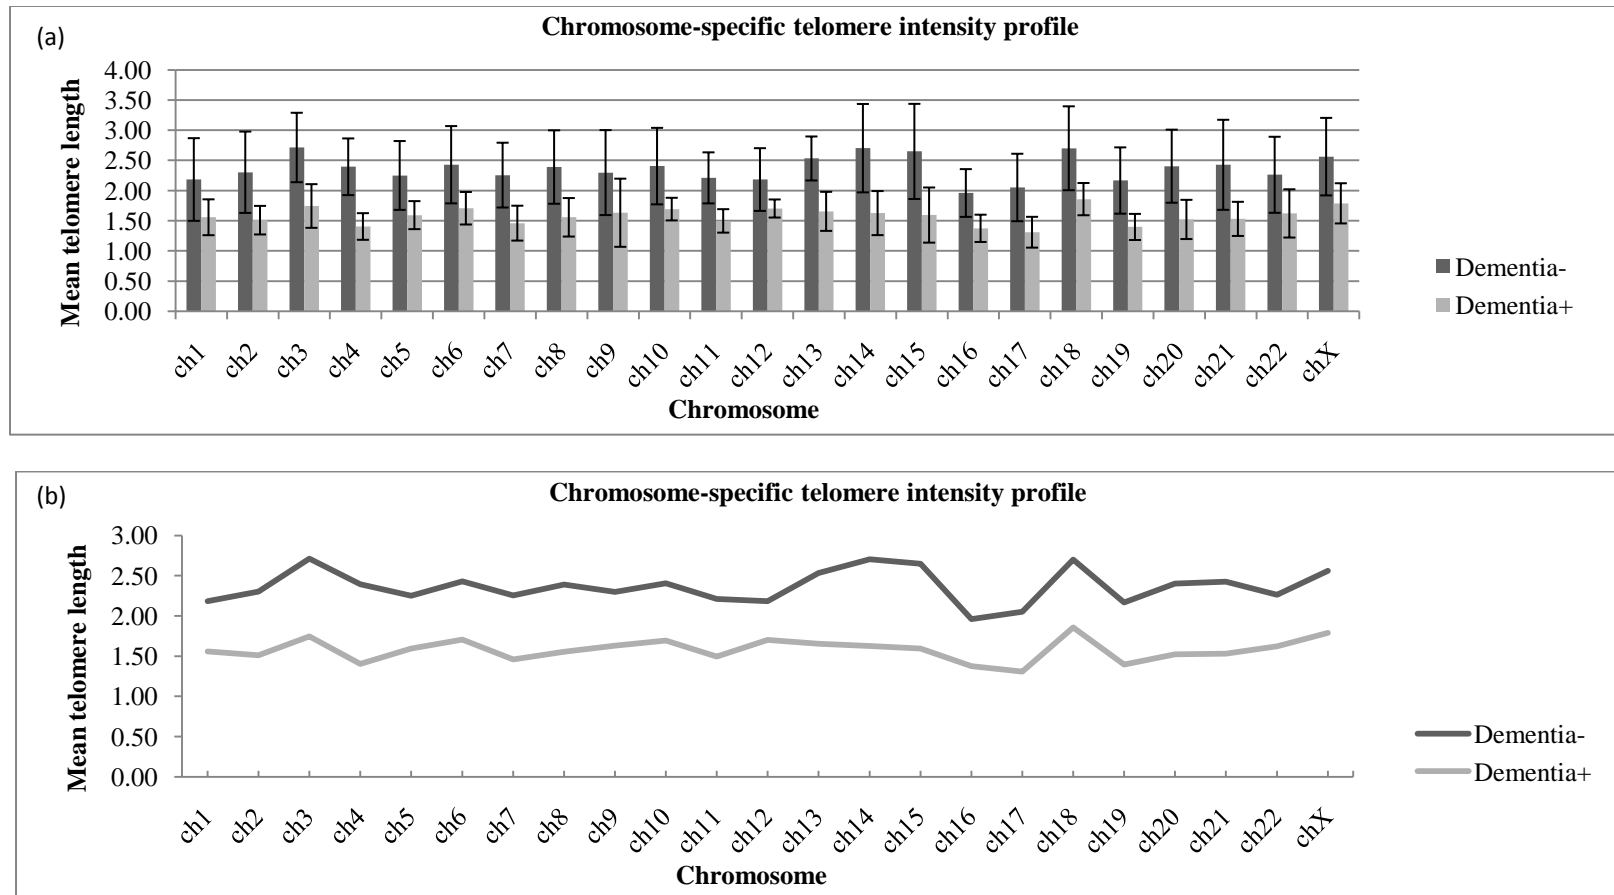 (a)
Chromosome-specific telomere intensity profile
Mean telomere length
4.00
3.50
3.00
2.50
2.00
1.50
1.00
0.50
0.00
ch1 ch2 ch3 ch4 ch5 ch6 ch7 ch8 ch9 ch10 ch11 ch12 ch13 ch14 ch15 ch16 ch17 ch18 ch19 ch20 ch21 ch22 chX
Chromosome
Dementia-
Dementia+
(b)
Chromosome-specific telomere intensity profile
Mean telomere length
3.00
2.50
2.00
1.50
1.00
0.50
0.00
ch1 ch2 ch3 ch4 ch5 ch6 ch7 ch8 ch9 ch10 ch11 ch12 ch13 ch14 ch15 ch16 ch17 ch18 ch19 ch20 ch21 ch22 chX
Chromosome
Dementia-
Dementia+